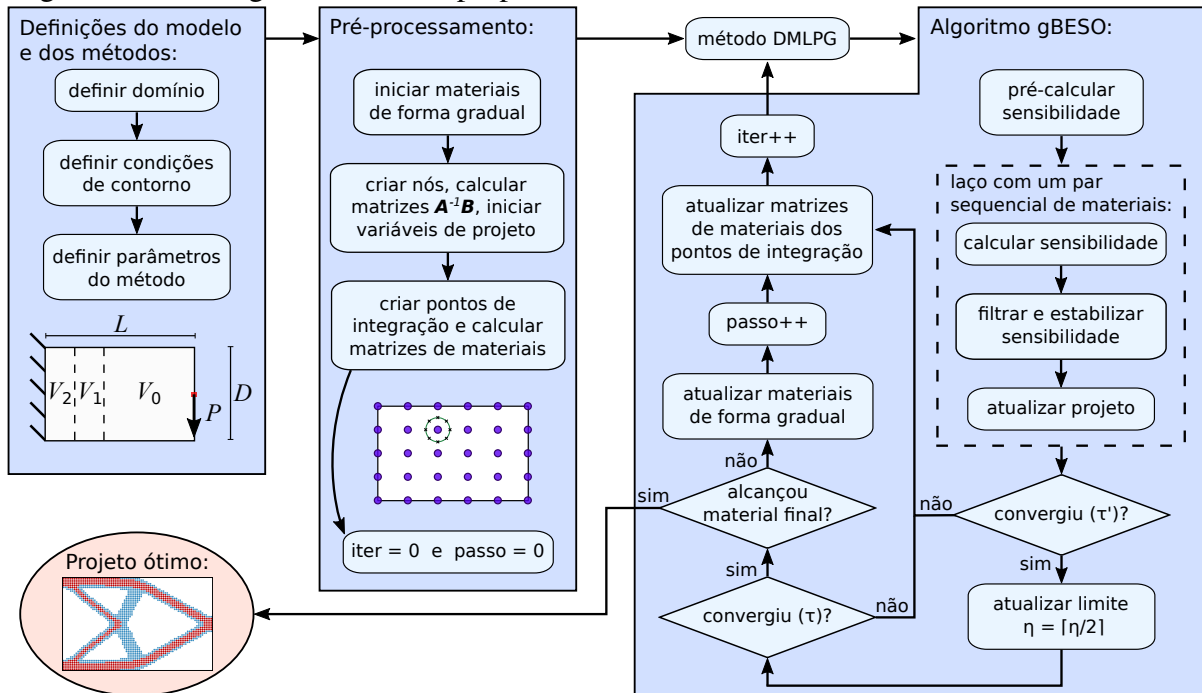 Definições do modelo
e dos métodos:
definir domínio
definir condições
de contorno
definir parâmetros
do método
L
V2
V1
V0
D
P
Pré-processamento:
iniciar materiais
de forma gradual
criar nós, calcular
matrizes A⁻¹B, iniciar
variáveis de projeto
criar pontos de
integração e calcular
matrizes de materiais
iter = 0 e passo = 0
método DMLPG
iter++
atualizar matrizes
de materiais dos
pontos de integração
passo++
atualizar materiais
de forma gradual
não
sim
alcançou
material final?
sim
convergiu (τ)?
não
Algoritmo gBESO:
pré-calcular
sensibilidade
laço com um par
sequencial de materiais:
calcular sensibilidade
filtrar e estabilizar
sensibilidade
atualizar projeto
não
convergiu (τ')?
sim
atualizar limite
η = ⌈η/2⌉
Projeto ótimo: